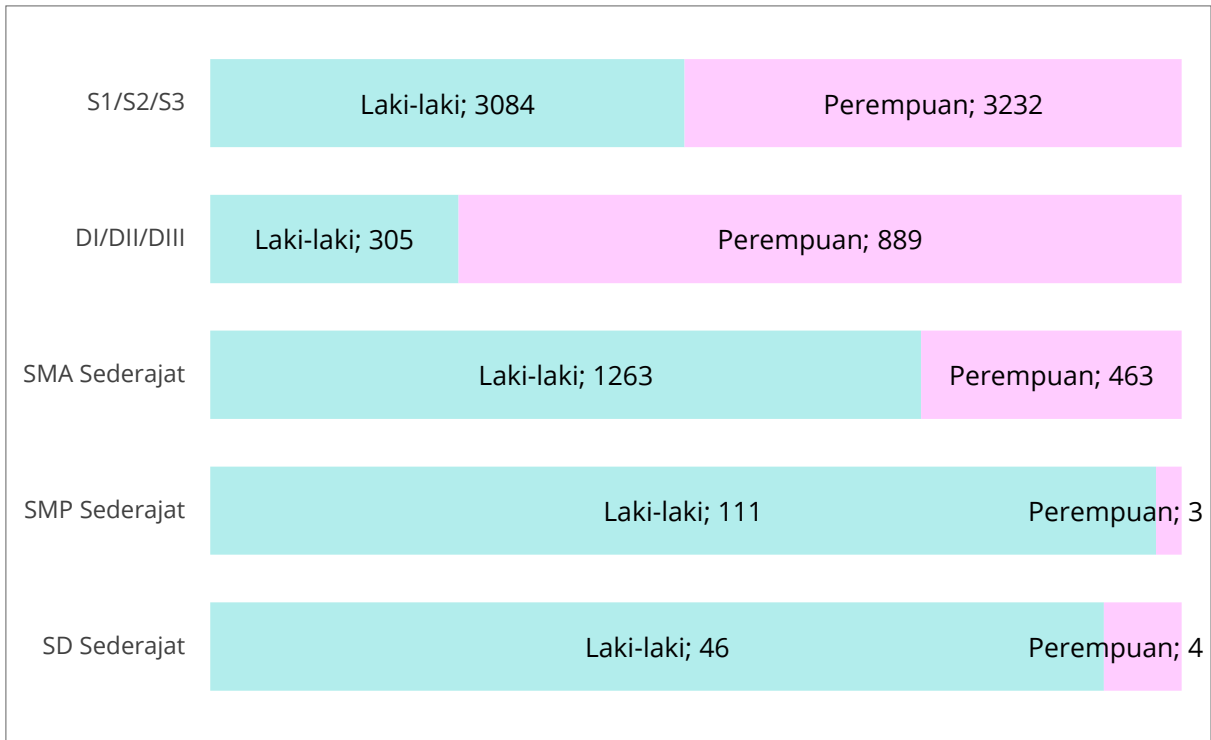 S1/S2/S3
Laki-laki; 3084
Perempuan; 3232
DI/DII/DIII
Laki-laki; 305
Perempuan; 889
SMA Sederajat
Laki-laki; 1263
Perempuan; 463
SMP Sederajat
Laki-laki; 111
Perempuan; 3
SD Sederajat
Laki-laki; 46
Perempuan; 4